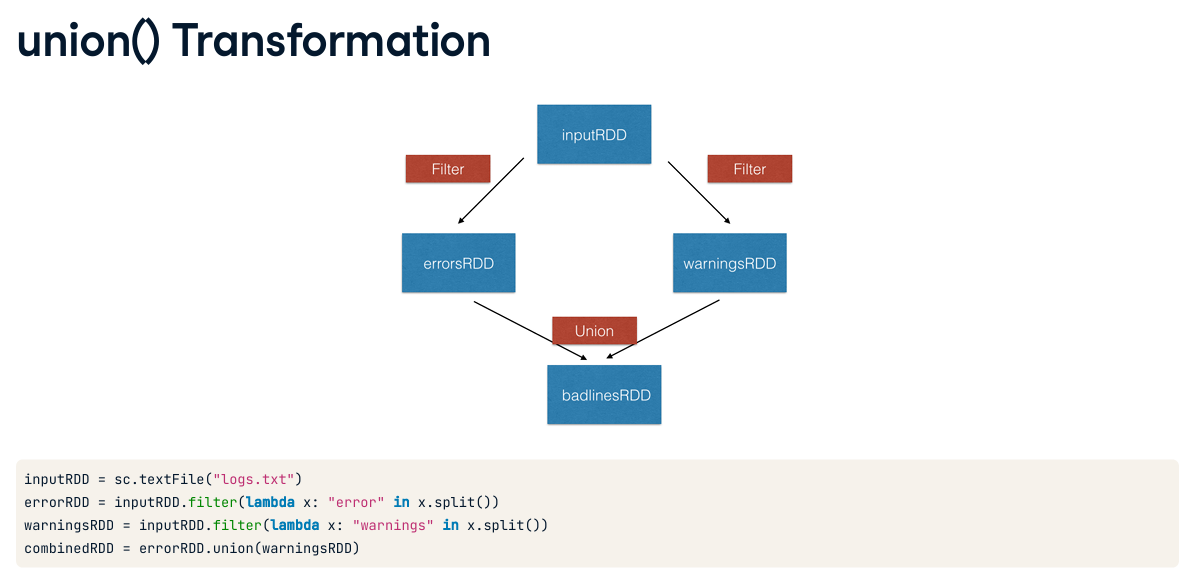 union() Transformation
inputRDD
Filter
Filter
errorsRDD
warningsRDD
Union
badlinesRDD
inputRDD = sc.textFile("logs.txt")
errorRDD = inputRDD.filter(lambda x: "error" in x.split())
warningsRDD = inputRDD.filter(lambda x: "warnings" in x.split())
combinedRDD = errorRDD.union(warningsRDD)